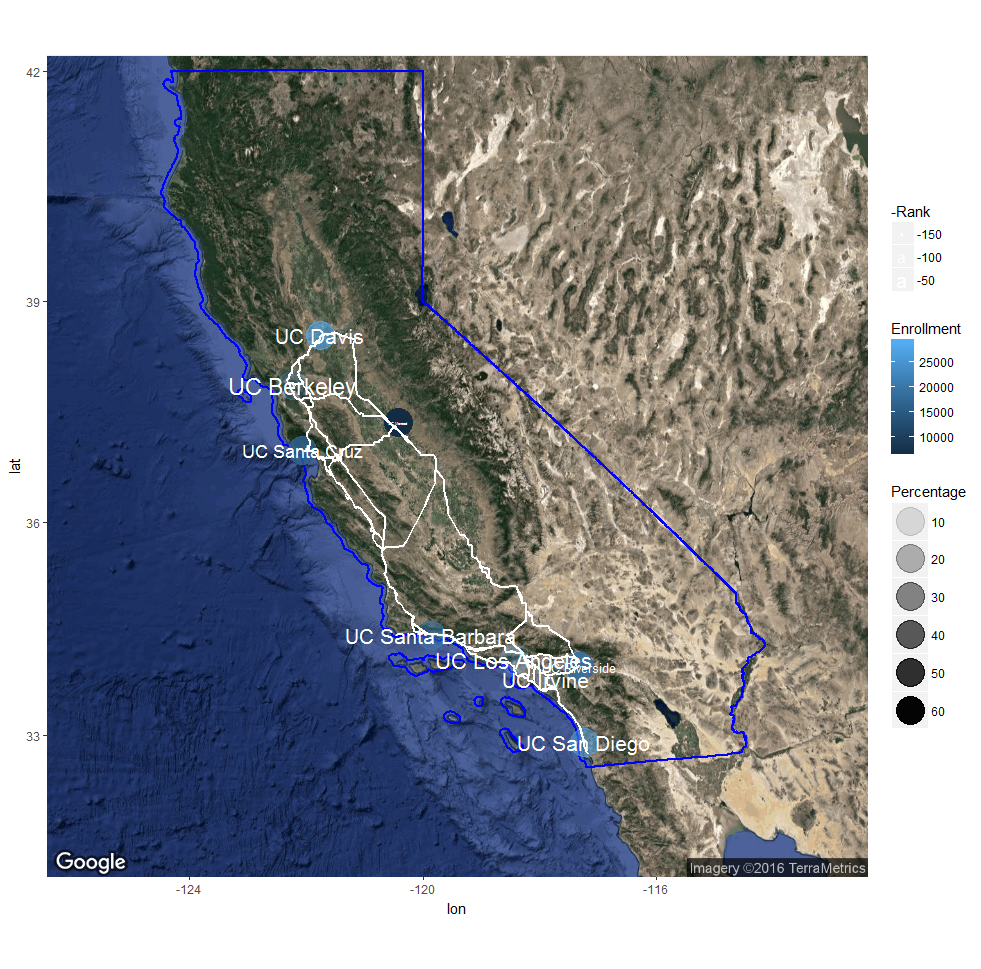 42
39
36
33
lat
-124
-120
-116
lon
UC Davis
UC Berkeley
UC Santa Cruz
UC Santa Barbara
UC Los Angeles
UC Riverside
UC Irvine
UC San Diego
Google
Imagery ©2016 TerraMetrics
-Rank
-150
a -100
a -50
Enrollment
25000
20000
15000
10000
Percentage
10
20
30
40
50
60